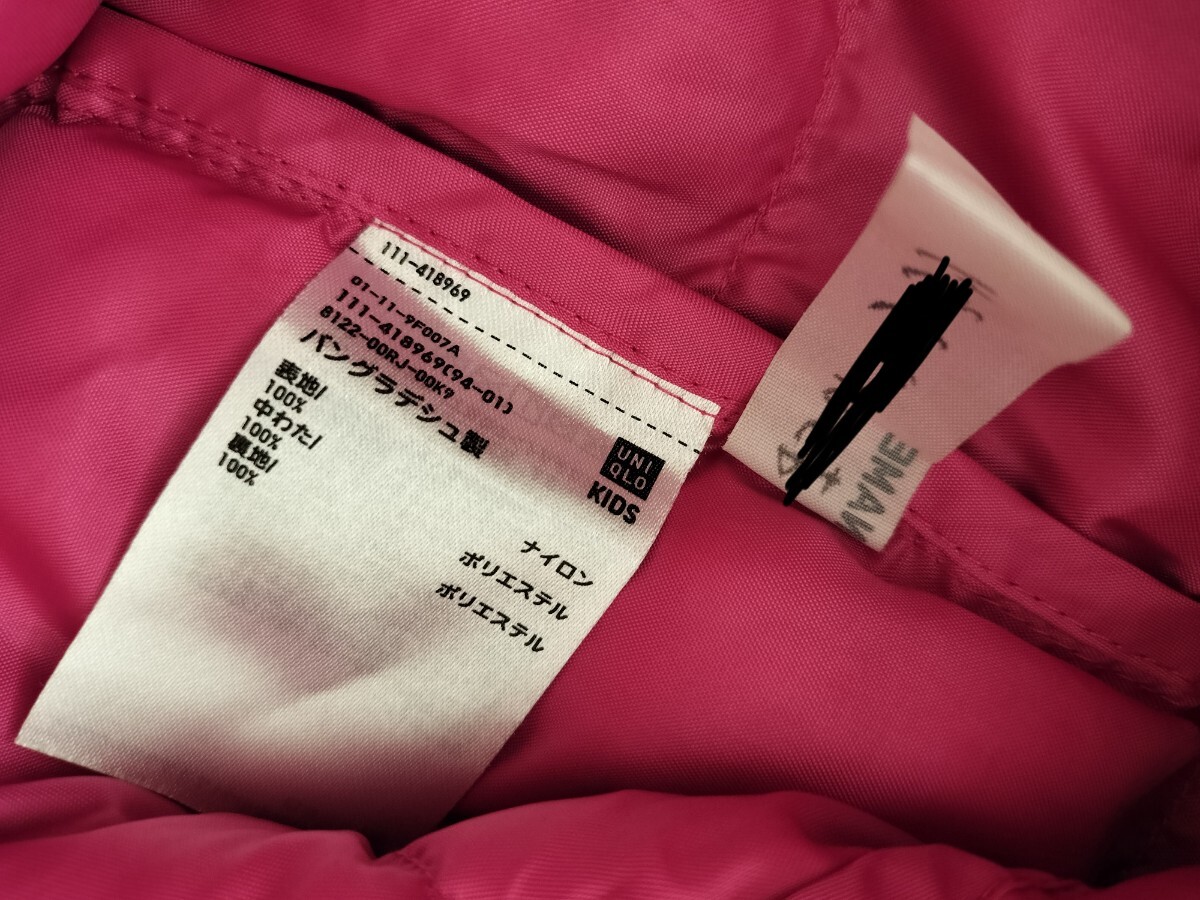 111-418969
01-11-9F007A
111-418969(94-01)
8122-00RJ-00K9
バングラデシュ製
UNI
QLO
KIDS
表地/
100% ナイロン
中わた/
100% ポリエステル
裏地/
100% ポリエステル
NAME